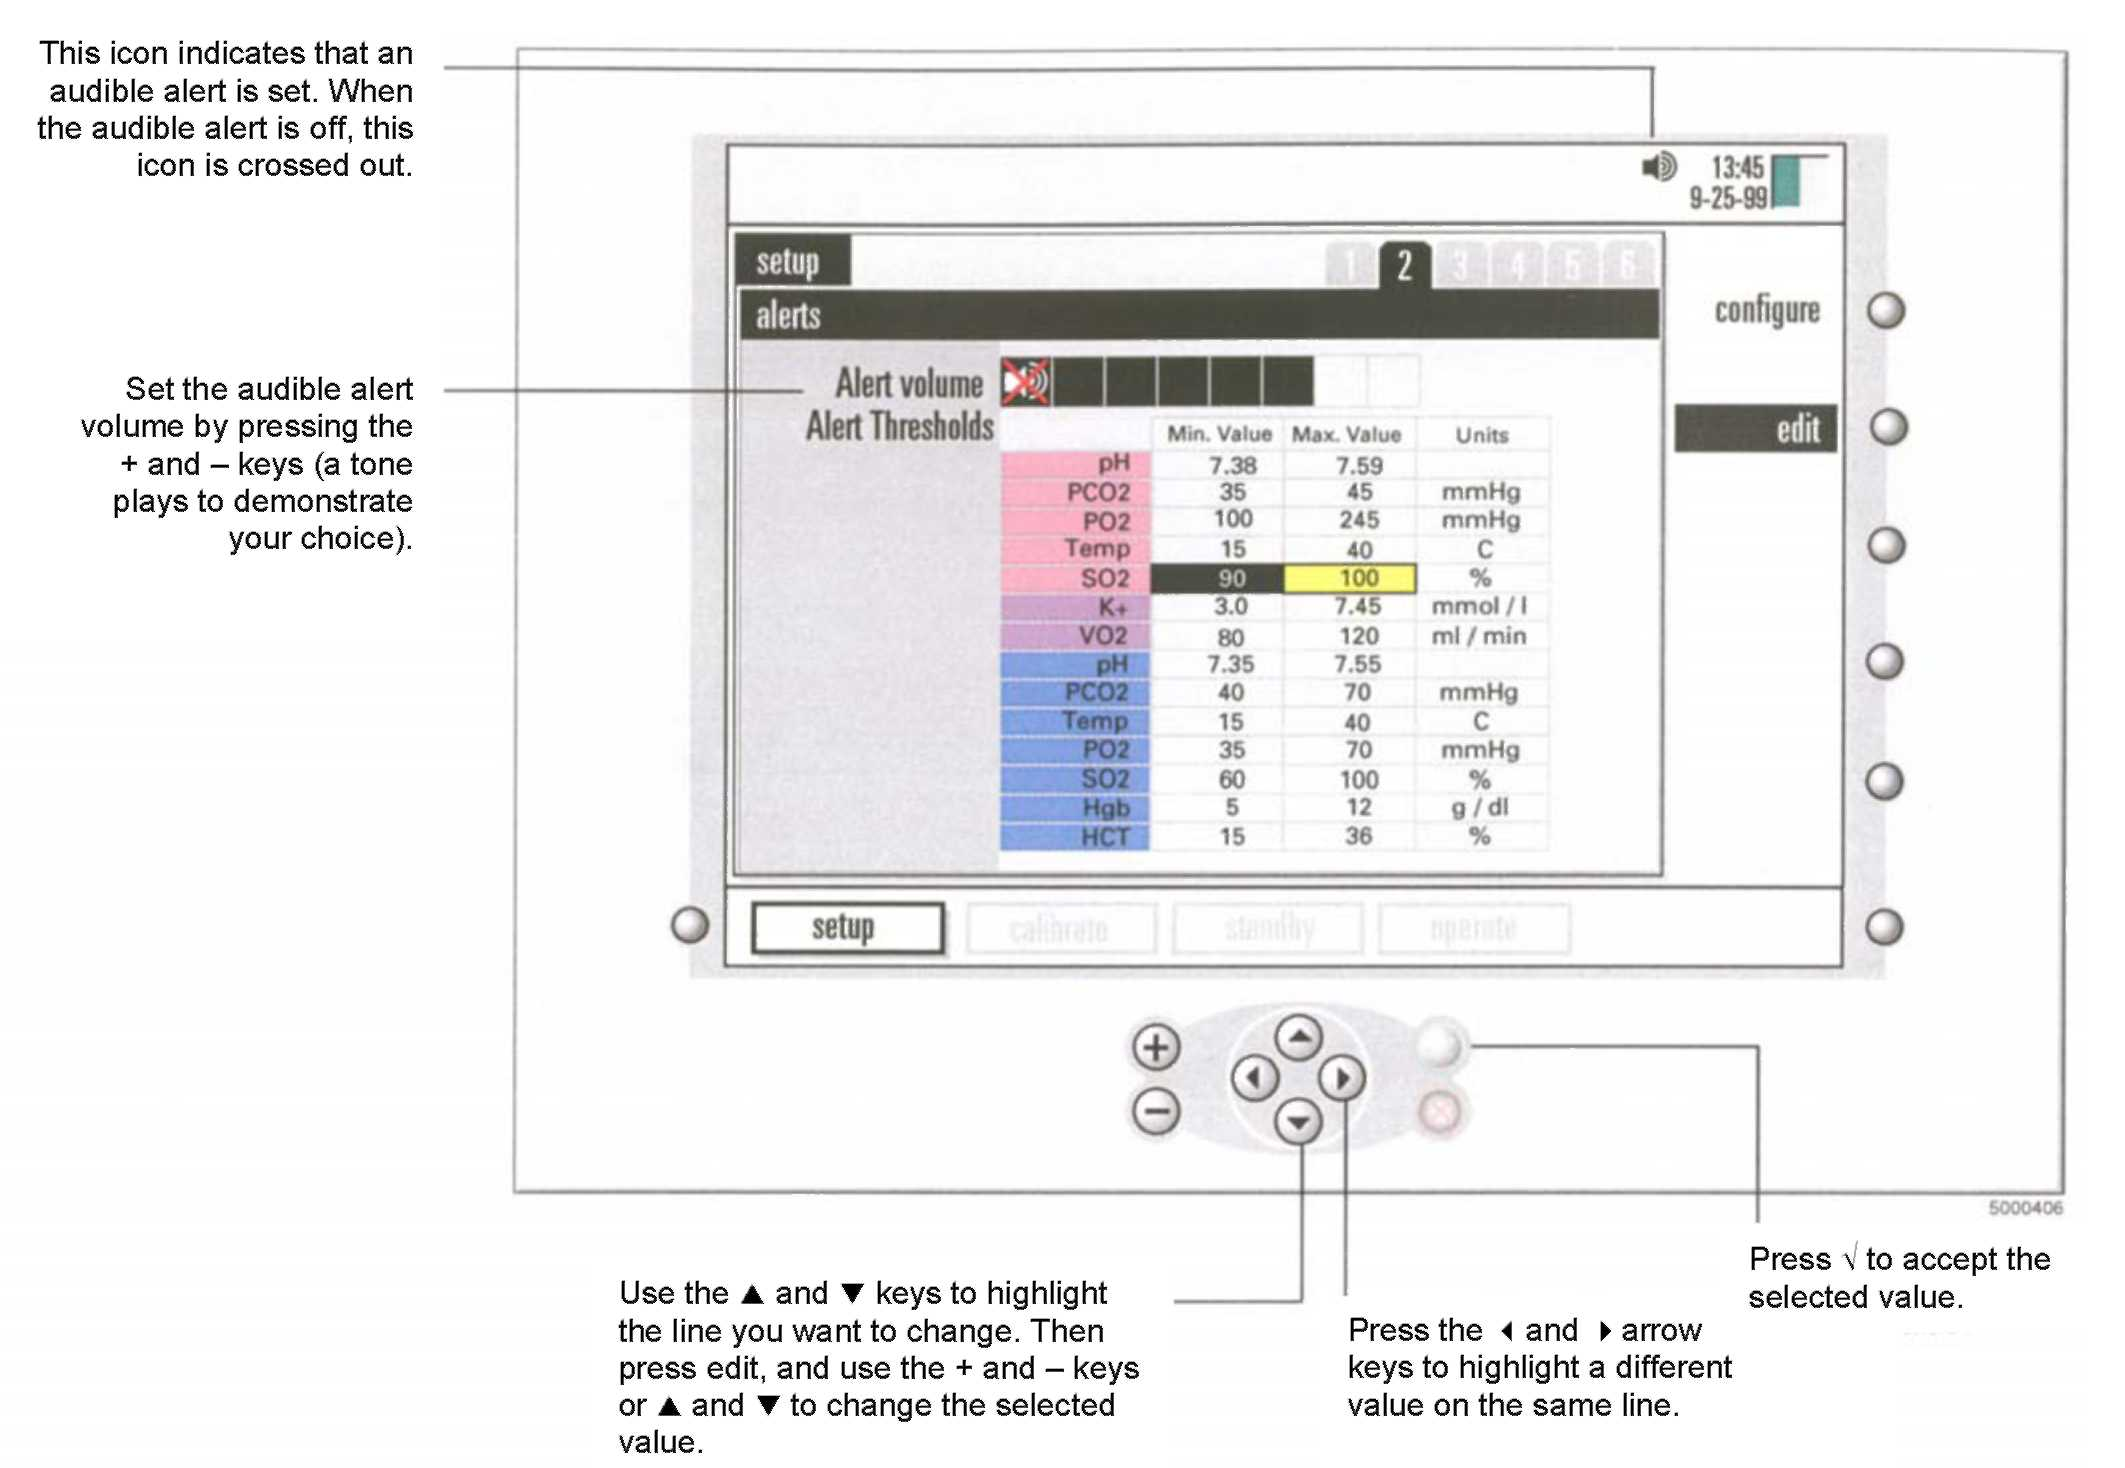 This icon indicates that an
audible alert is set. When
the audible alert is off, this
icon is crossed out.
13:45
9-25-99
setup
1 2 3 4 5 6
alerts
configure
Set the audible alert
volume by pressing the
+ and – keys (a tone
plays to demonstrate
your choice).
Alert volume
edit
Alert Thresholds
Min. Value Max. Value Units
pH 7.38 7.59
PCO2 35 45 mmHg
PO2 100 245 mmHg
Temp 15 40 C
SO2 90 100 %
K+ 3.0 7.45 mmol / l
VO2 80 120 ml / min
pH 7.35 7.55
PCO2 40 70 mmHg
Temp 15 40 C
PO2 35 70 mmHg
SO2 60 100 %
Hgb 5 12 g / dl
HCT 15 36 %
setup calibrate standby operate
5000406
Press √ to accept the
selected value.
Use the ▲ and ▼ keys to highlight
the line you want to change. Then
press edit, and use the + and – keys
or ▲ and ▼ to change the selected
value.
Press the ◂ and ▸ arrow
keys to highlight a different
value on the same line.